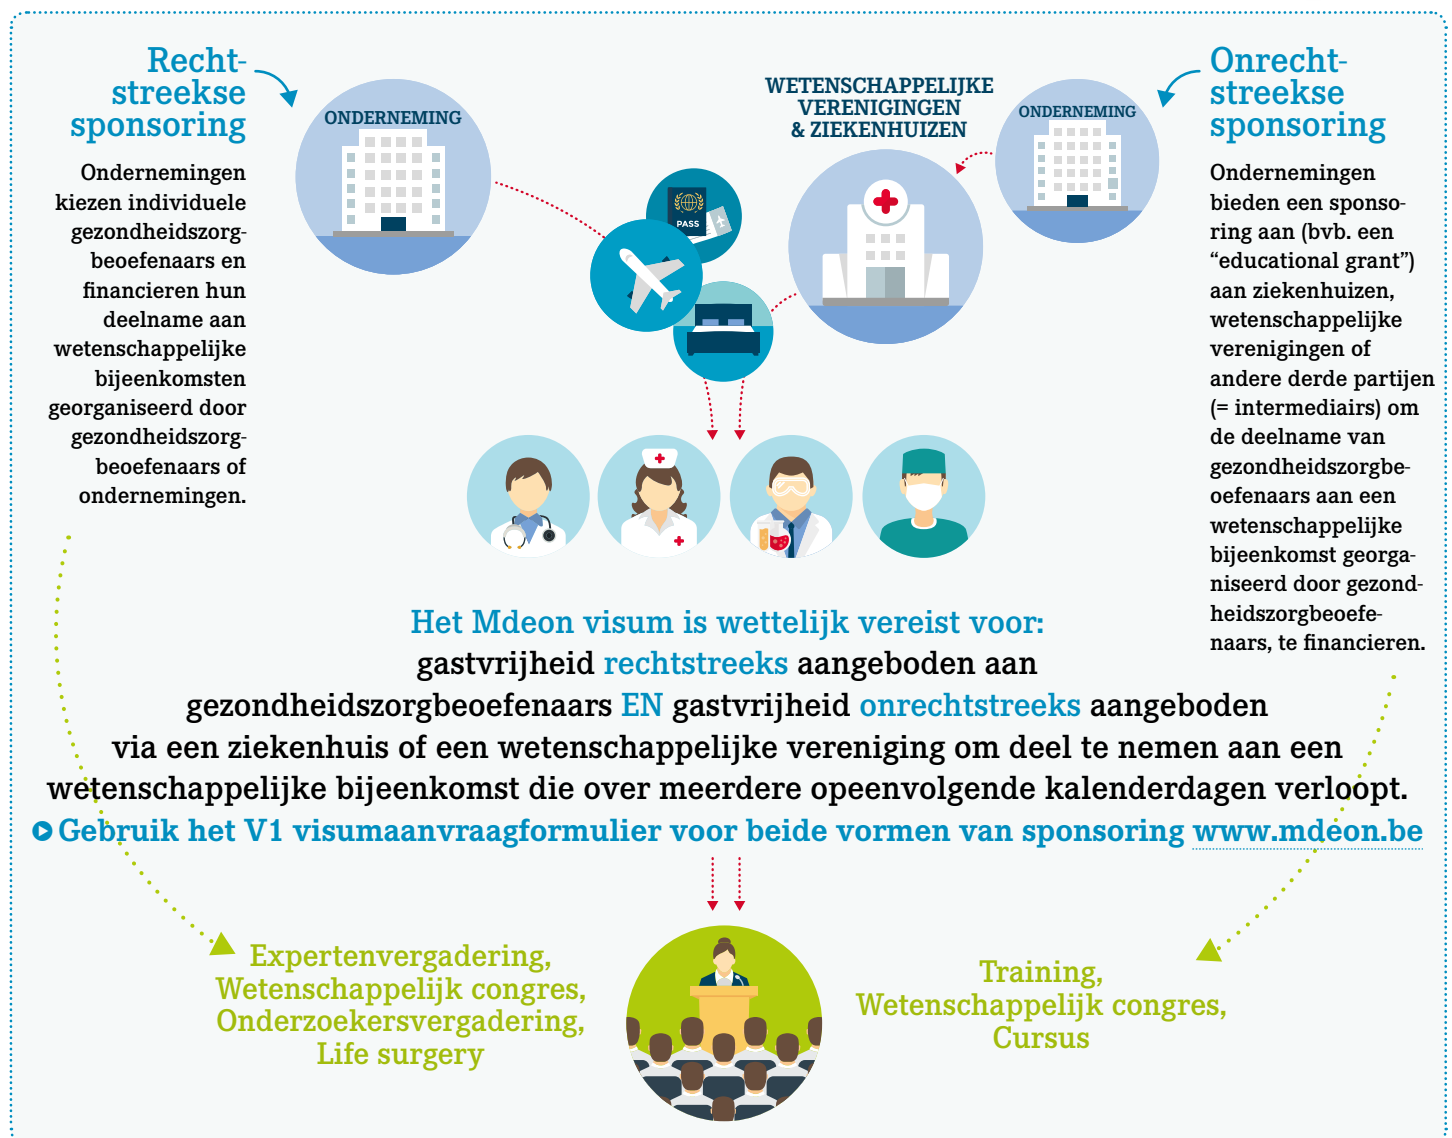 Recht-
streekse
sponsoring
Ondernemingen
kiezen individuele
gezondheidszorg-
beoefenaars en
financieren hun
deelname aan
wetenschappelijke
bijeenkomsten
georganiseerd door
gezondheidszorg-
beoefenaars of
ondernemingen.
ONDERNEMING
PASS
WETENSCHAPPELIJKE
VERENIGINGEN
& ZIEKENHUIZEN
ONDERNEMING
Onrecht-
streekse
sponsoring
Ondernemingen
bieden een sponso-
ring aan (bvb. een
“educational grant”)
aan ziekenhuizen,
wetenschappelijke
verenigingen of
andere derde partijen
(= intermediairs) om
de deelname van
gezondheidszorgbe-
oefenaars aan een
wetenschappelijke
bijeenkomst georga-
niseerd door gezond-
heidszorgbeoefe-
naars, te financieren.
Het Mdeon visum is wettelijk vereist voor:
gastvrijheid rechtstreeks aangeboden aan
gezondheidszorgbeoefenaars EN gastvrijheid onrechtstreeks aangeboden
via een ziekenhuis of een wetenschappelijke vereniging om deel te nemen aan een
wetenschappelijke bijeenkomst die over meerdere opeenvolgende kalenderdagen verloopt.
Gebruik het V1 visumaanvraagformulier voor beide vormen van sponsoring www.mdeon.be
Expertenvergadering,
Wetenschappelijk congres,
Onderzoekersvergadering,
Life surgery
Training,
Wetenschappelijk congres,
Cursus